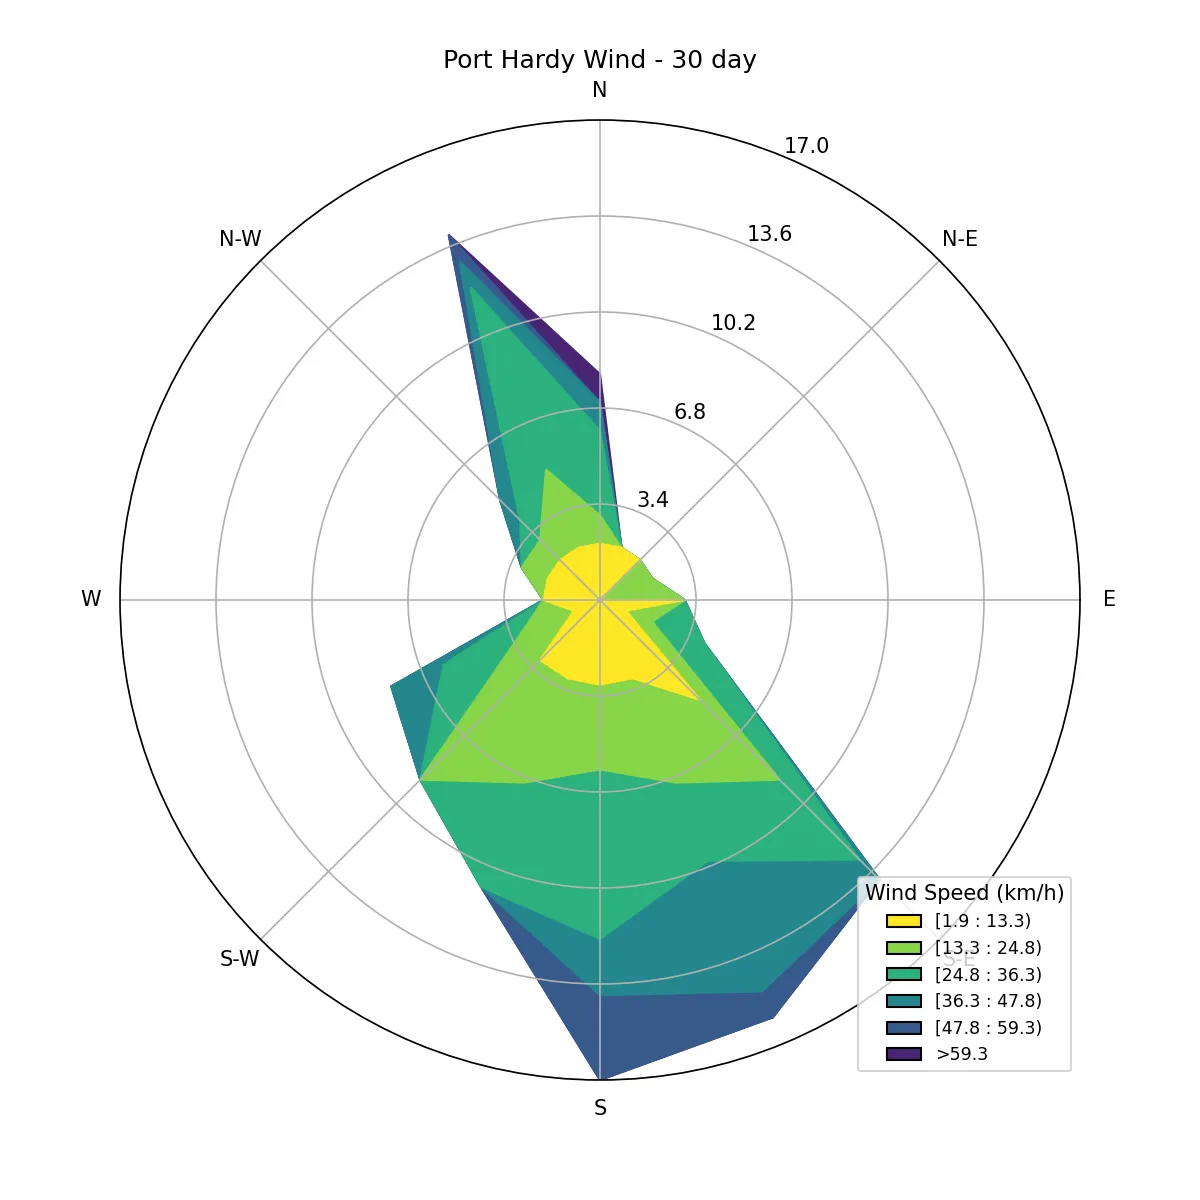 Port Hardy Wind - 30 day
N
17.0
N-W
13.6
N-E
10.2
6.8
3.4
W
E
S-W
S-E
S
Wind Speed (km/h)
[1.9 : 13.3)
[13.3 : 24.8)
[24.8 : 36.3)
[36.3 : 47.8)
[47.8 : 59.3)
>59.3